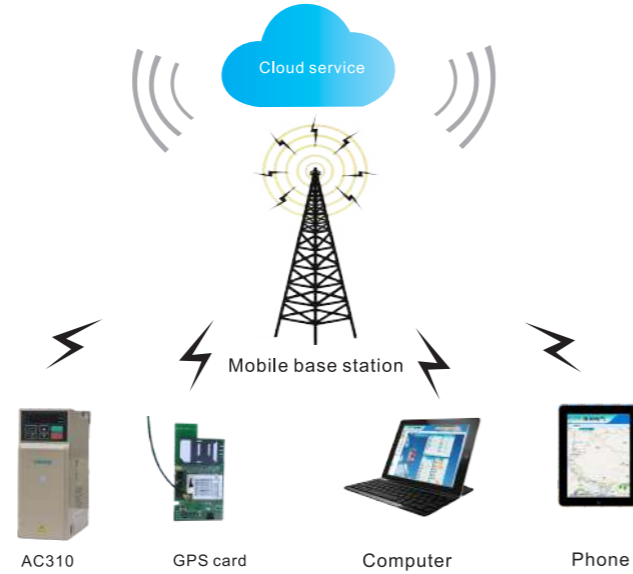 Cloud service
Mobile base station
AC310
GPS card
Computer
Phone